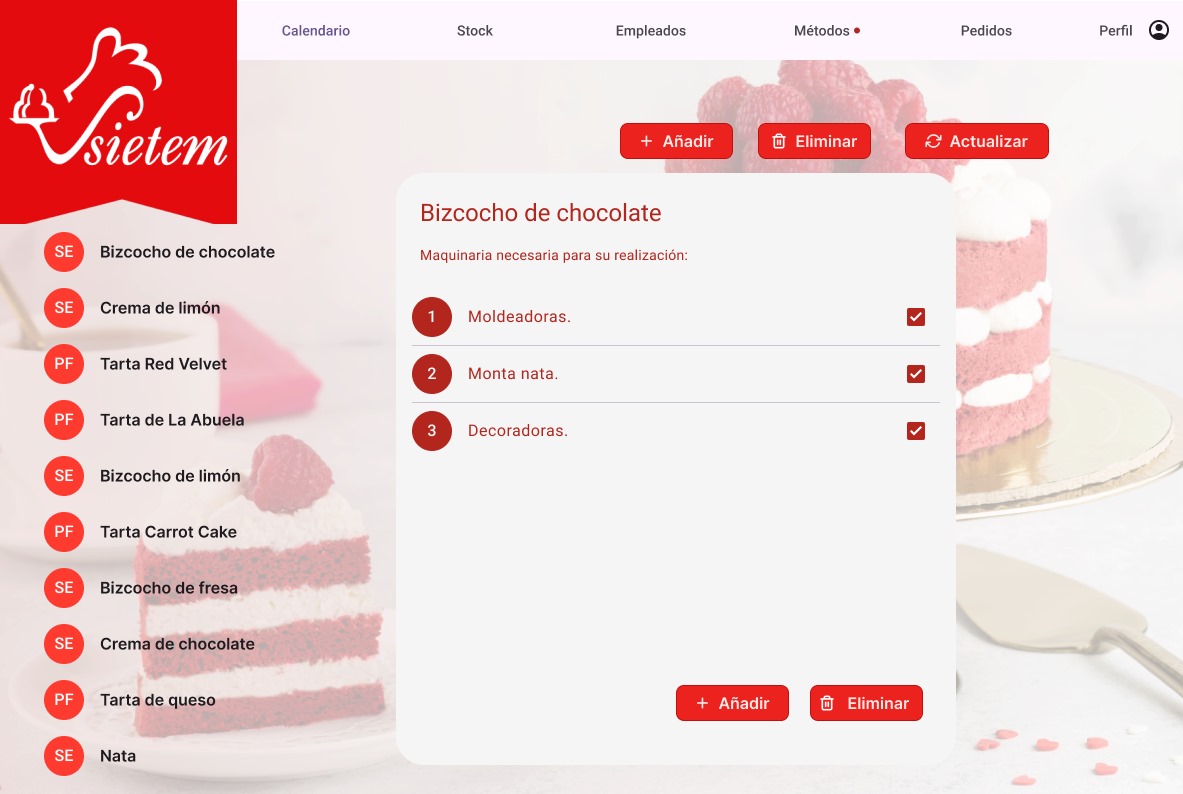 sietem
Calendario
Stock
Empleados
Métodos
Pedidos
Perfil
Añadir
Eliminar
Actualizar
SE Bizcocho de chocolate
SE Crema de limón
PF Tarta Red Velvet
PF Tarta de La Abuela
SE Bizcocho de limón
PF Tarta Carrot Cake
SE Bizcocho de fresa
SE Crema de chocolate
PF Tarta de queso
SE Nata
Bizcocho de chocolate
Maquinaria necesaria para su realización:
1 Moldeadoras.
2 Monta nata.
3 Decoradoras.
Añadir
Eliminar